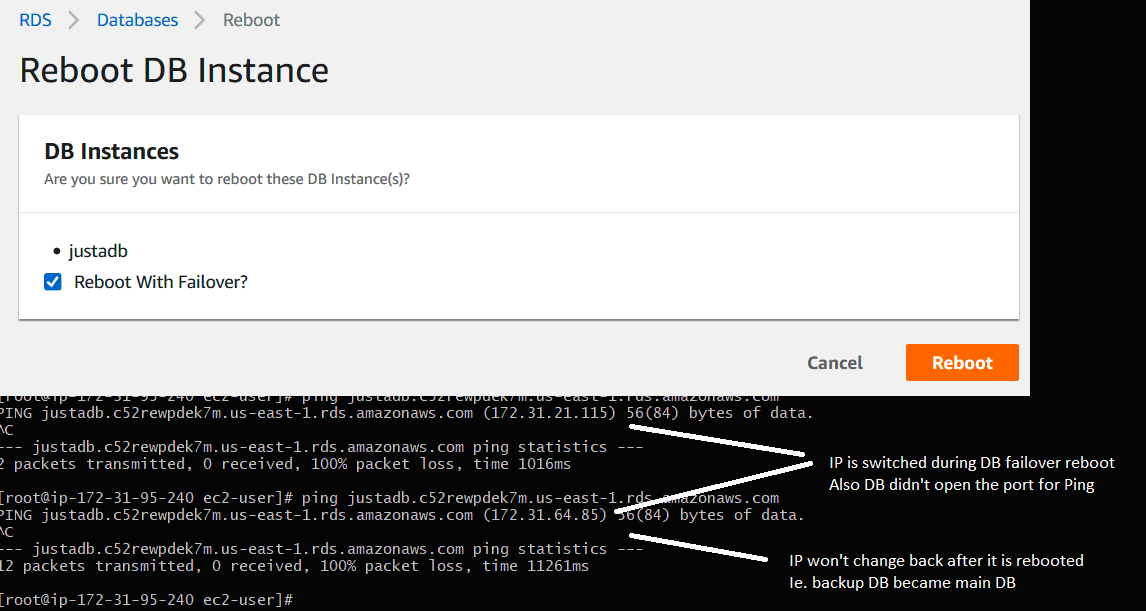 RDS > Databases > Reboot
Reboot DB Instance
DB Instances
Are you sure you want to reboot these DB Instance(s)?
• justadb
Reboot With Failover?
Cancel Reboot
[root@ip-172-31-95-240 ec2-user]# ping justadb.c52rewpdek7m.us-east-1.rds.amazonaws.com
PING justadb.c52rewpdek7m.us-east-1.rds.amazonaws.com (172.31.21.115) 56(84) bytes of data.
^C
--- justadb.c52rewpdek7m.us-east-1.rds.amazonaws.com ping statistics ---
2 packets transmitted, 0 received, 100% packet loss, time 1016ms
IP is switched during DB failover reboot
Also DB didn't open the port for Ping
[root@ip-172-31-95-240 ec2-user]# ping justadb.c52rewpdek7m.us-east-1.rds.amazonaws.com
PING justadb.c52rewpdek7m.us-east-1.rds.amazonaws.com (172.31.64.85) 56(84) bytes of data.
^C
--- justadb.c52rewpdek7m.us-east-1.rds.amazonaws.com ping statistics ---
12 packets transmitted, 0 received, 100% packet loss, time 11261ms
IP won't change back after it is rebooted
Ie. backup DB became main DB
[root@ip-172-31-95-240 ec2-user]#